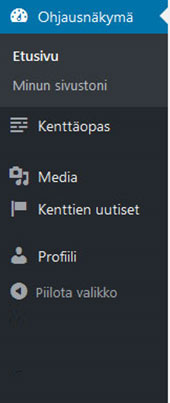 Ohjausnäkymä
Etusivu
Minun sivustoni
Kenttäopas
Media
Kenttien uutiset
Profiili
Piilota valikko